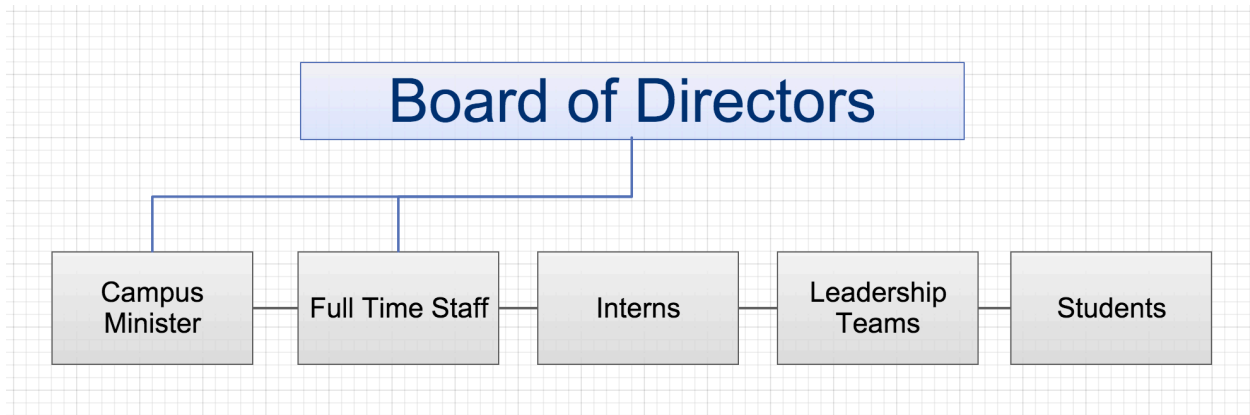 Board of Directors
Campus
Minister
Full Time Staff
Interns
Leadership
Teams
Students